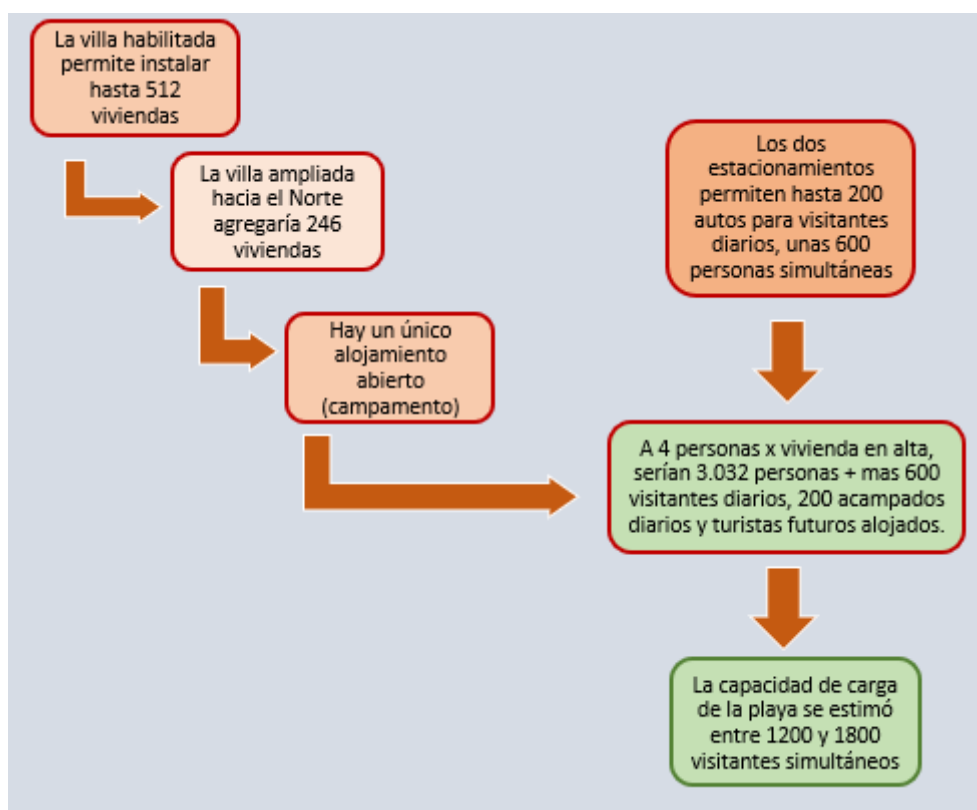 La villa habilitada
permite instalar
hasta 512
viviendas
La villa ampliada
hacia el Norte
agregaría 246
viviendas
Hay un único
alojamiento
abierto
(campamento)
Los dos
estacionamientos
permiten hasta 200
autos para visitantes
diarios, unas 600
personas simultáneas
A 4 personas x vivienda en alta,
serían 3.032 personas + mas 600
visitantes diarios, 200 acampados
diarios y turistas futuros alojados.
La capacidad de carga
de la playa se estimó
entre 1200 y 1800
visitantes simultáneos